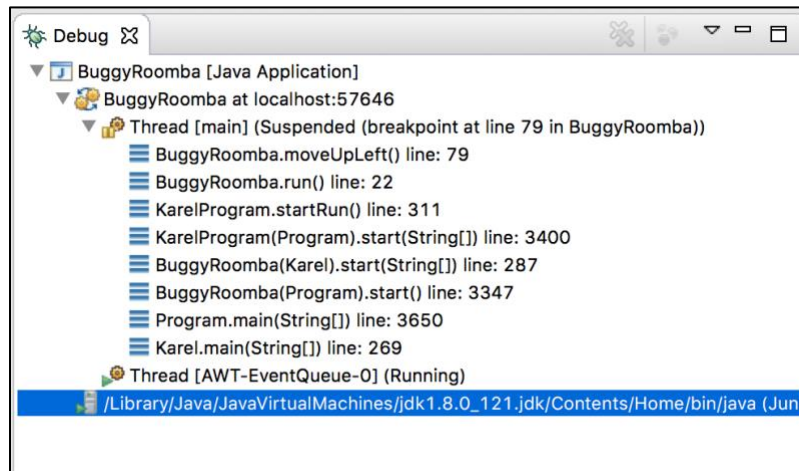 Debug
BuggyRoomba [Java Application]
BuggyRoomba at localhost:57646
Thread [main] (Suspended (breakpoint at line 79 in BuggyRoomba))
BuggyRoomba.moveUpLeft() line: 79
BuggyRoomba.run() line: 22
KarelProgram.startRun() line: 311
KarelProgram(Program).start(String[]) line: 3400
BuggyRoomba(Karel).start(String[]) line: 287
BuggyRoomba(Program).start() line: 3347
Program.main(String[]) line: 3650
Karel.main(String[]) line: 269
Thread [AWT-EventQueue-0] (Running)
/Library/Java/JavaVirtualMachines/jdk1.8.0_121.jdk/Contents/Home/bin/java (Jun